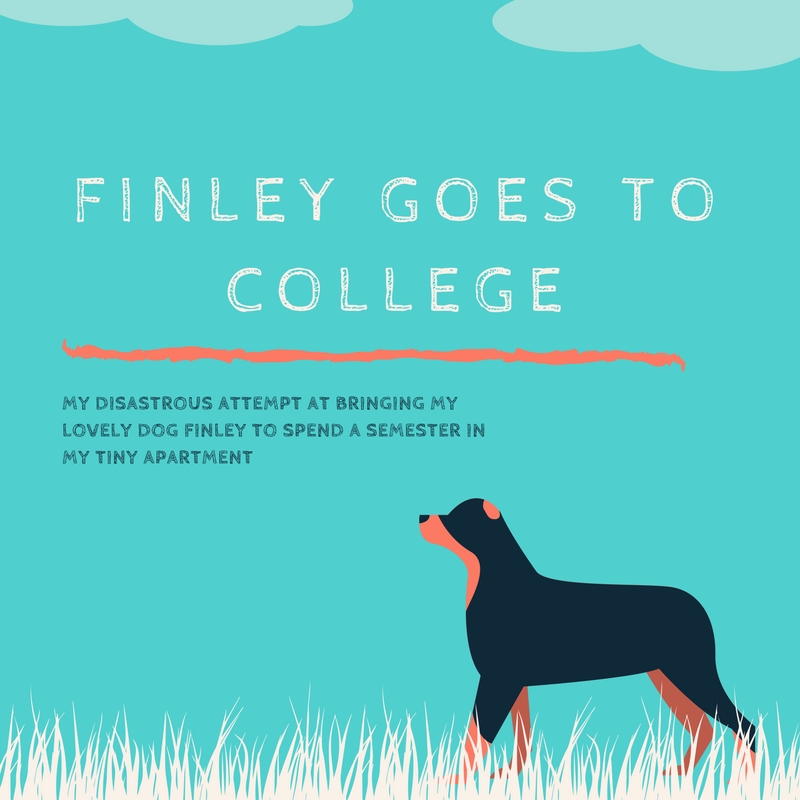 FINLEY GOES TO
COLLEGE
MY DISASTROUS ATTEMPT AT BRINGING MY
LOVELY DOG FINLEY TO SPEND A SEMESTER IN
MY TINY APARTMENT